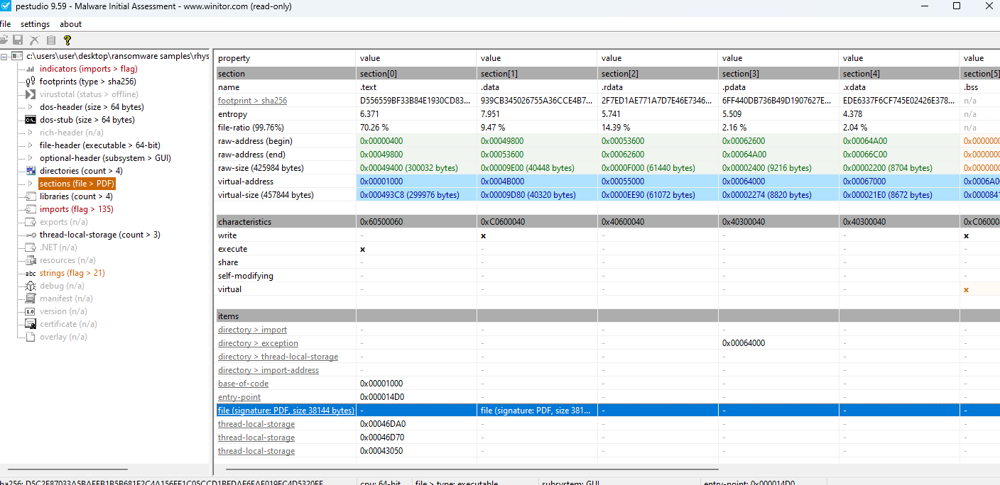 pestudio 9.59 - Malware Initial Assessment - www.winitor.com (read-only)
file settings about
c:\users\user\desktop\ransomware samples\rhys
indicators (imports > flag)
footprints (type > sha256)
virustotal (status > offline)
dos-header (size > 64 bytes)
dos-stub (size > 64 bytes)
rich-header (n/a)
file-header (executable > 64-bit)
optional-header (subsystem > GUI)
directories (count > 4)
sections (file > PDF)
libraries (count > 4)
imports (flag > 135)
exports (n/a)
thread-local-storage (count > 3)
.NET (n/a)
resources (n/a)
abc strings (flag > 21)
debug (n/a)
manifest (n/a)
1.0 version (n/a)
certificate (n/a)
overlay (n/a)
property value value value value value value
section section[0] section[1] section[2] section[3] section[4] section[5]
name .text .data .rdata .pdata .xdata .bss
footprint > sha256 D556559BF33B84E1930CD83... 939CB345026755A36CCE4B7... 2F7ED1AE771A7D7E46E7346... 6FF440DB736B49D1907627E... EDE6337F6CF745E02426E378... n/a
entropy 6.371 7.951 5.741 5.509 4.378 n/a
file-ratio (99.76%) 70.26 % 9.47 % 14.39 % 2.16 % 2.04 % n/a
raw-address (begin) 0x00000400 0x00049800 0x00053600 0x00062600 0x00064A00 0x0000000
raw-address (end) 0x00049800 0x00053600 0x00062600 0x00064A00 0x00066C00 0x0000000
raw-size (425984 bytes) 0x00049400 (300032 bytes) 0x00009E00 (40448 bytes) 0x0000F000 (61440 bytes) 0x00002400 (9216 bytes) 0x00002200 (8704 bytes) 0x0000000
virtual-address 0x00001000 0x0004B000 0x00055000 0x00064000 0x00067000 0x0006A00
virtual-size (457844 bytes) 0x000493C8 (299976 bytes) 0x00009D80 (40320 bytes) 0x0000EE90 (61072 bytes) 0x00002274 (8820 bytes) 0x000021E0 (8672 bytes) 0x0000841
characteristics 0x60500060 0xC0600040 0x40600040 0x40300040 0x40300040 0xC06000
write - x - - - x
execute x - - - - -
share - - - - - -
self-modifying - - - - - -
virtual - - - - - x
items
directory > import - - - - - -
directory > exception - - - 0x00064000 - -
directory > thread-local-storage - - - - - -
directory > import-address - - - - - -
base-of-code 0x00001000 - - - - -
entry-point 0x000014D0 - - - - -
file (signature: PDF, size 38144 bytes) - file (signature: PDF, size 381... - - - -
thread-local-storage 0x00046DA0 - - - - -
thread-local-storage 0x00046D70 - - - - -
thread-local-storage 0x00043050 - - - - -
cpu: 64-bit file > type: executable subsystem: GUI entry-point: 0x000014D0